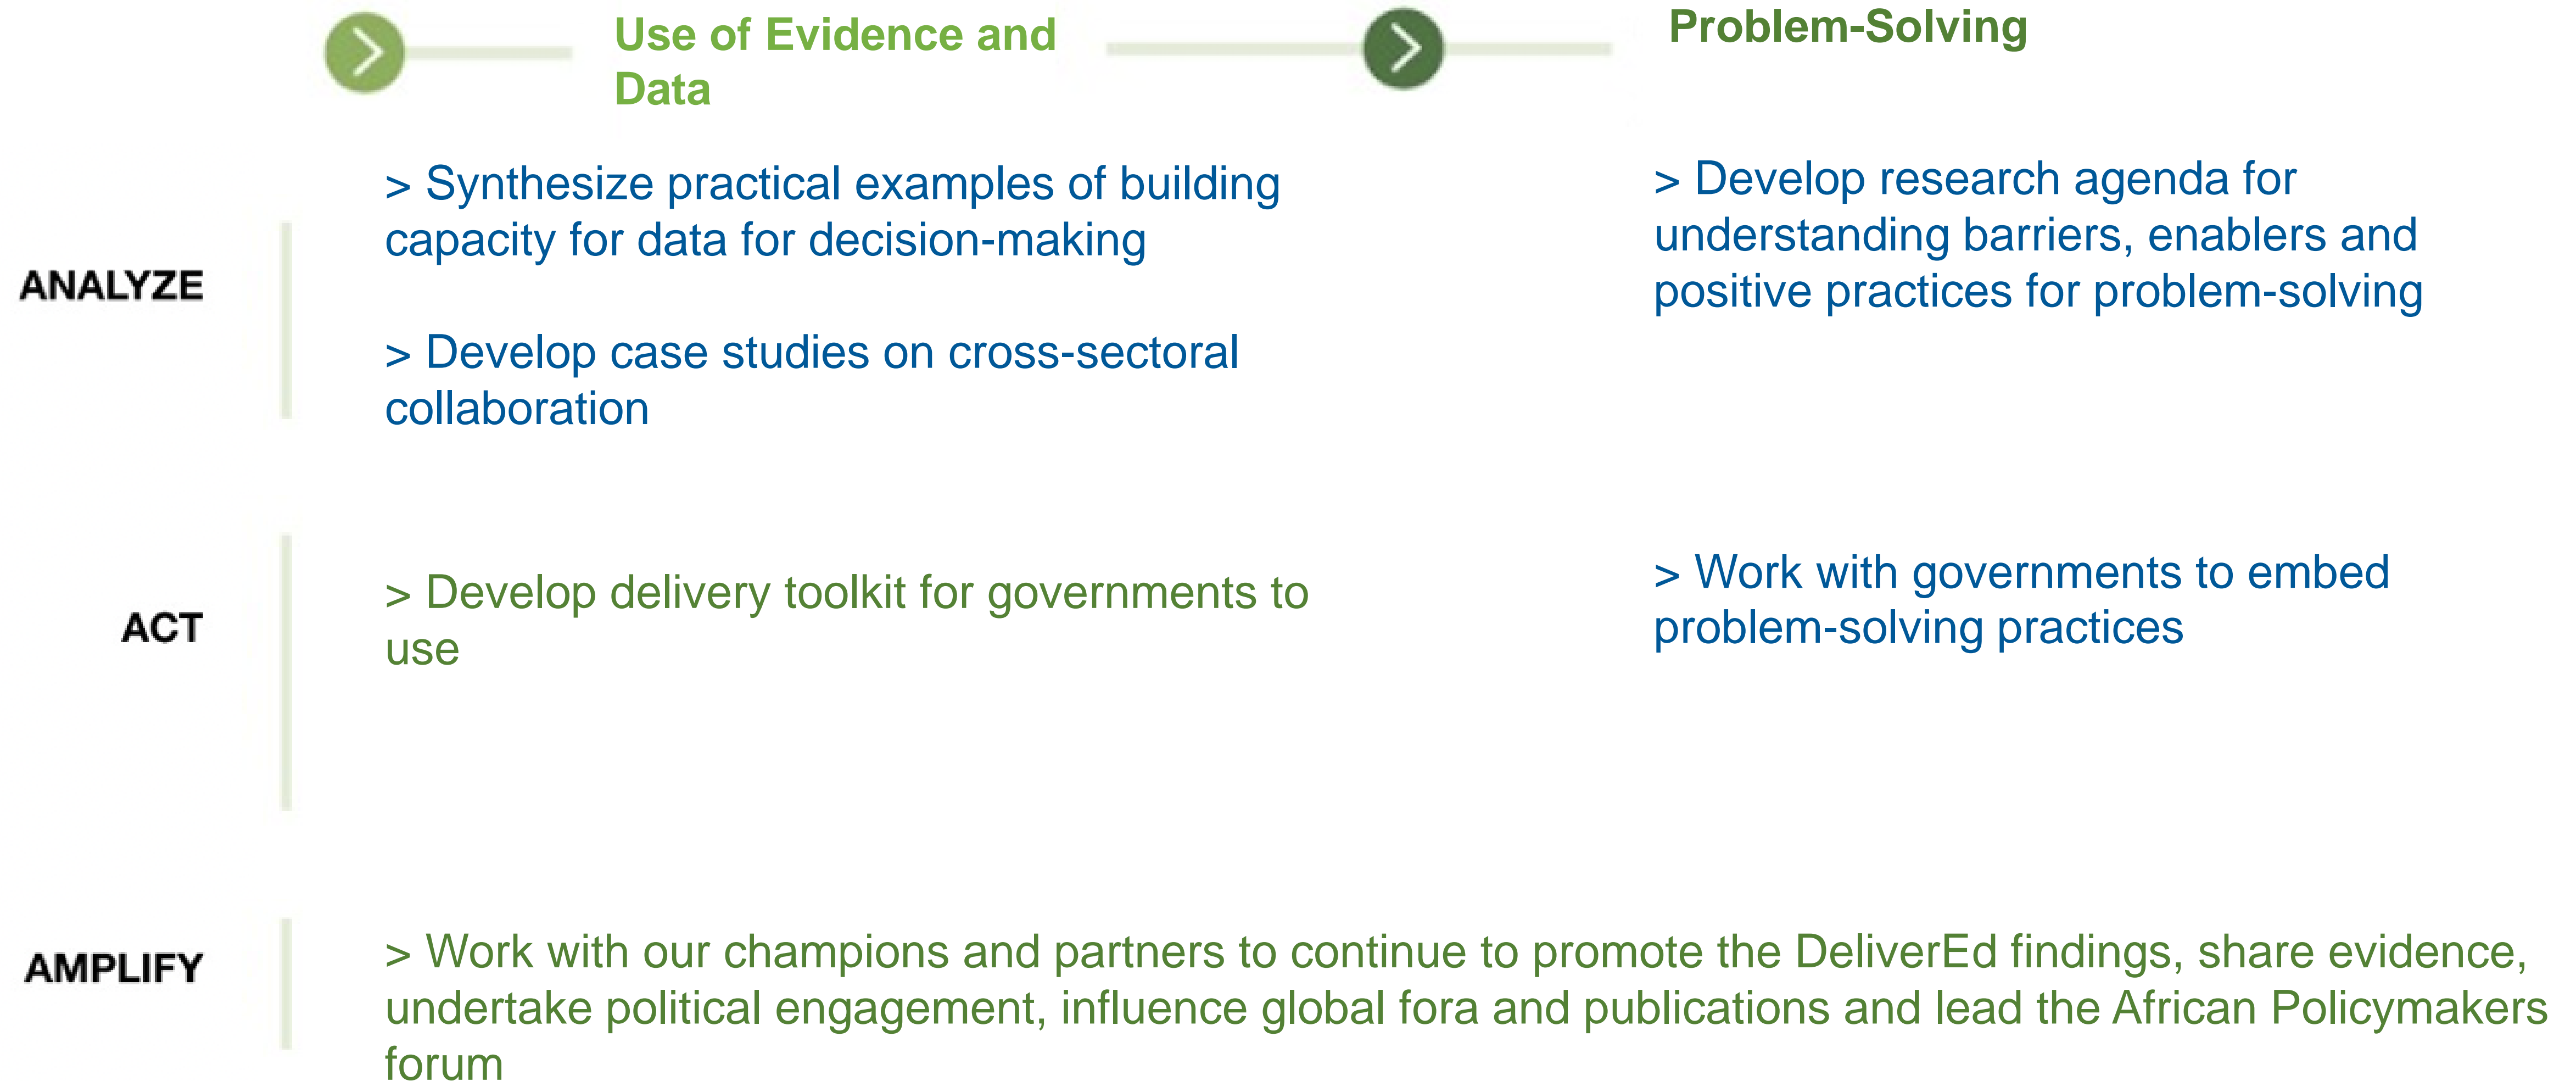 Use of Evidence and
Data
Problem-Solving
ANALYZE
> Synthesize practical examples of building
capacity for data for decision-making
> Develop case studies on cross-sectoral
collaboration
> Develop research agenda for
understanding barriers, enablers and
positive practices for problem-solving
ACT
> Develop delivery toolkit for governments to
use
> Work with governments to embed
problem-solving practices
AMPLIFY
> Work with our champions and partners to continue to promote the DeliverEd findings, share evidence,
undertake political engagement, influence global fora and publications and lead the African Policymakers
forum